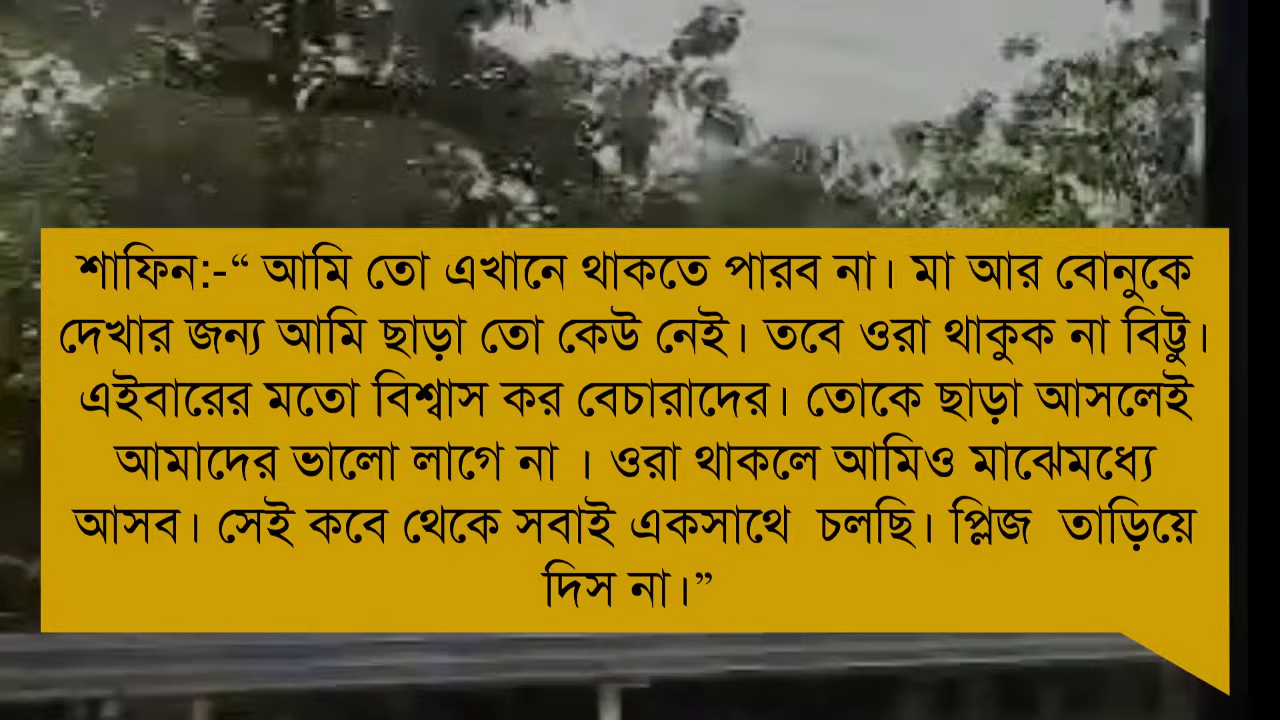 শাফিন:-“ আমি তো এখানে থাকতে পারব না। মা আর বোনুকে
দেখার জন্য আমি ছাড়া তো কেউ নেই। তবে ওরা থাকুক না বিট্টু।
এইবারের মতো বিশ্বাস কর বেচারাদের। তোকে ছাড়া আসলেই
আমাদের ভালো লাগে না । ওরা থাকলে আমিও মাঝেমধ্যে
আসব। সেই কবে থেকে সবাই একসাথে  চলছি। প্লিজ  তাড়িয়ে
দিস না।”